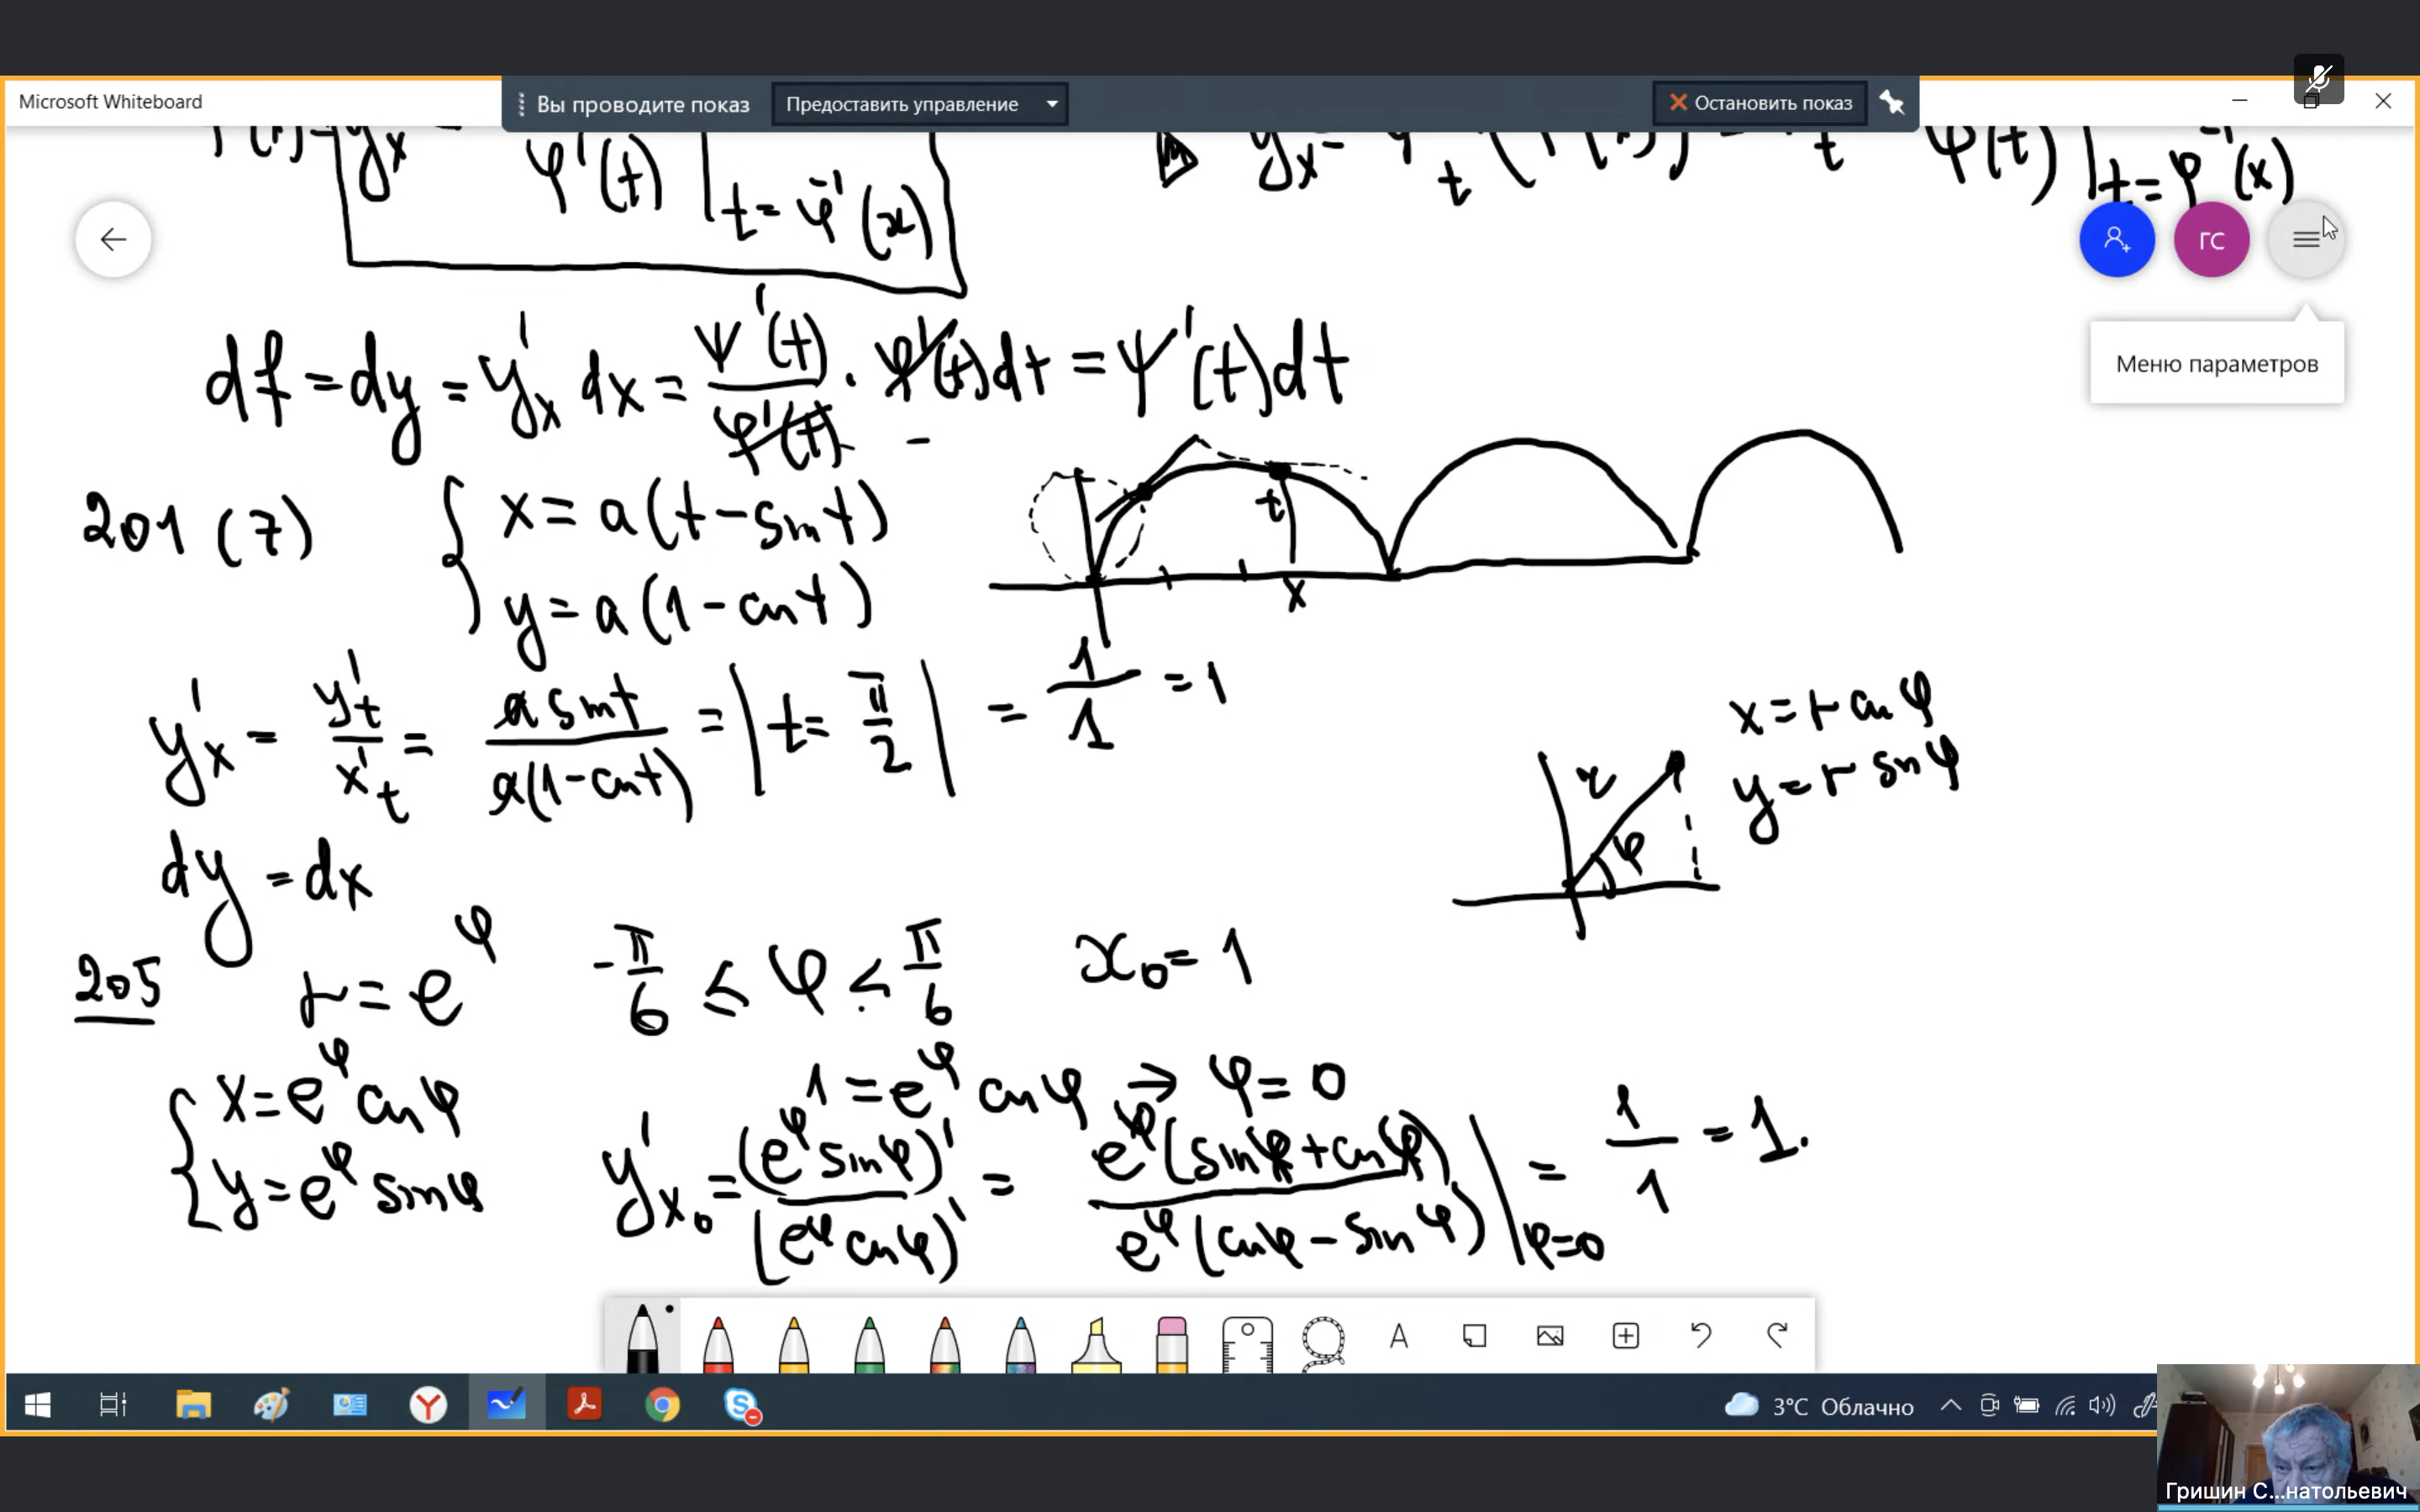 Microsoft Whiteboard
Вы проводите показ
Предоставить управление
Остановить показ
φ'(t) | t = φ⁻¹(x)
φ(t) | t = φ⁻¹(x)
ГС
Меню параметров
df = dy = y'x dx = ψ'(t)/φ'(t) · φ'(t)dt = ψ'(t)dt
201 (7)
{ x = a(t - sin t)
y = a(1 - cos t)
t
x
y'x = y't/x't = a sin t/a(1 - cos t) = | t = π/2 | = 1/1 = 1
x = r cos φ
y = r sin φ
r
φ
dy = dx
205 r = e^φ -π/6 ≤ φ ≤ π/6 x₀ = 1
{ x = e^φ cos φ
y = e^φ sin φ
1 = e^φ cos φ → φ = 0
y'x₀ = (e^φ sin φ)'/(e^φ cos φ)' = e^φ(sin φ + cos φ)/e^φ(cos φ - sin φ) | φ=0 = 1/1 = 1.
3°C Облачно
Гришин С...натольевич